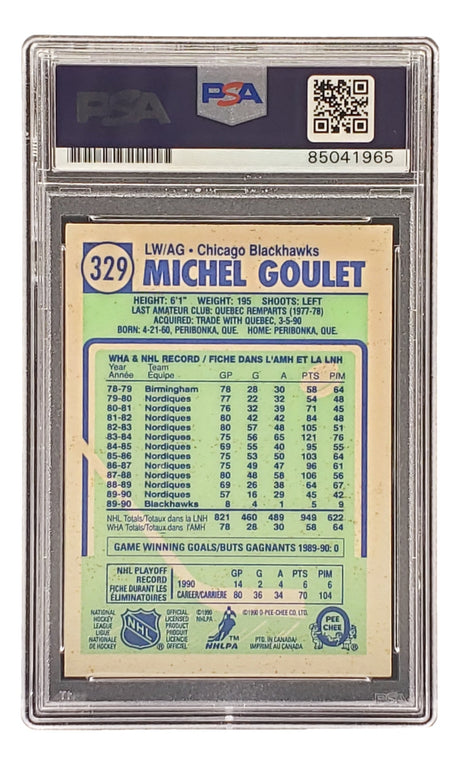 PSA
PSA
85041965
329
LW/AG • Chicago Blackhawks
MICHEL GOULET
HEIGHT: 6'1" WEIGHT: 195 SHOOTS: LEFT
LAST AMATEUR CLUB: QUEBEC REMPARTS (1977-78)
ACQUIRED: TRADE WITH QUEBEC, 3-5-90
BORN: 4-21-60, PERIBONKA, QUE. HOME: PERIBONKA, QUE.
WHA & NHL RECORD / FICHE DANS L'AMH ET LA LNH
Year Team
Année Équipe GP G A PTS PIM
78-79 Birmingham 78 28 30 58 64
79-80 Nordiques 77 22 32 54 48
80-81 Nordiques 76 32 39 71 45
81-82 Nordiques 80 42 42 84 48
82-83 Nordiques 80 57 48 105 51
83-84 Nordiques 75 56 65 121 76
84-85 Nordiques 69 55 40 95 55
85-86 Nordiques 75 53 50 103 64
86-87 Nordiques 75 49 47 96 61
87-88 Nordiques 80 48 58 106 56
88-89 Nordiques 69 26 38 64 67
89-90 Nordiques 57 16 29 45 42
89-90 Blackhawks 8 4 1 5 9
NHL Totals/Totaux dans la LNH 821 460 489 949 622
WHA Totals/Totaux dans l'AMH 78 28 30 58 64
GAME WINNING GOALS/BUTS GAGNANTS 1989-90: 0
NHL PLAYOFF RECORD GP G A PTS PIM
FICHE DURANT LES 1990 14 2 4 6 6
ÉLIMINATOIRES CAREER/CARRIÈRE 80 36 34 70 104
NATIONAL HOCKEY LEAGUE
LIGUE NATIONALE DE HOCKEY
NHL
OFFICIAL LICENSED PRODUCT
PRODUIT OFFICIEL
©1990 NHLPA
NHLPA
©1990 O-PEE-CHEE CO. LTD.
PTD. IN CANADA/
IMPRIMÉ AU CANADA
O PEE CHEE
PSA